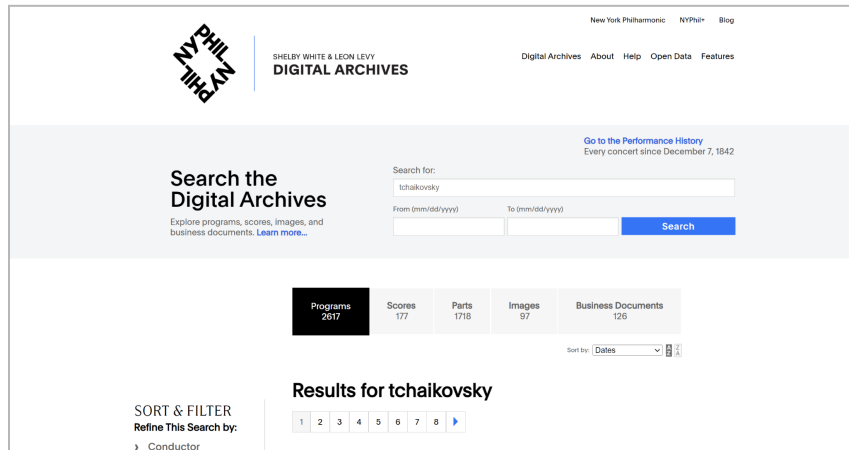 New York Philharmonic NYPhil+ Blog
NY PHIL NY PHIL
SHELBY WHITE & LEON LEVY
DIGITAL ARCHIVES
Digital Archives About Help Open Data Features
Go to the Performance History
Every concert since December 7, 1842
Search the
Digital Archives
Explore programs, scores, images, and
business documents. Learn more...
Search for:
tchaikovsky
From (mm/dd/yyyy) To (mm/dd/yyyy)
Search
Programs Scores Parts Images Business Documents
2617 177 1718 97 126
Sort by: Dates A Z Z A
Results for tchaikovsky
1 2 3 4 5 6 7 8
SORT & FILTER
Refine This Search by:
Conductor